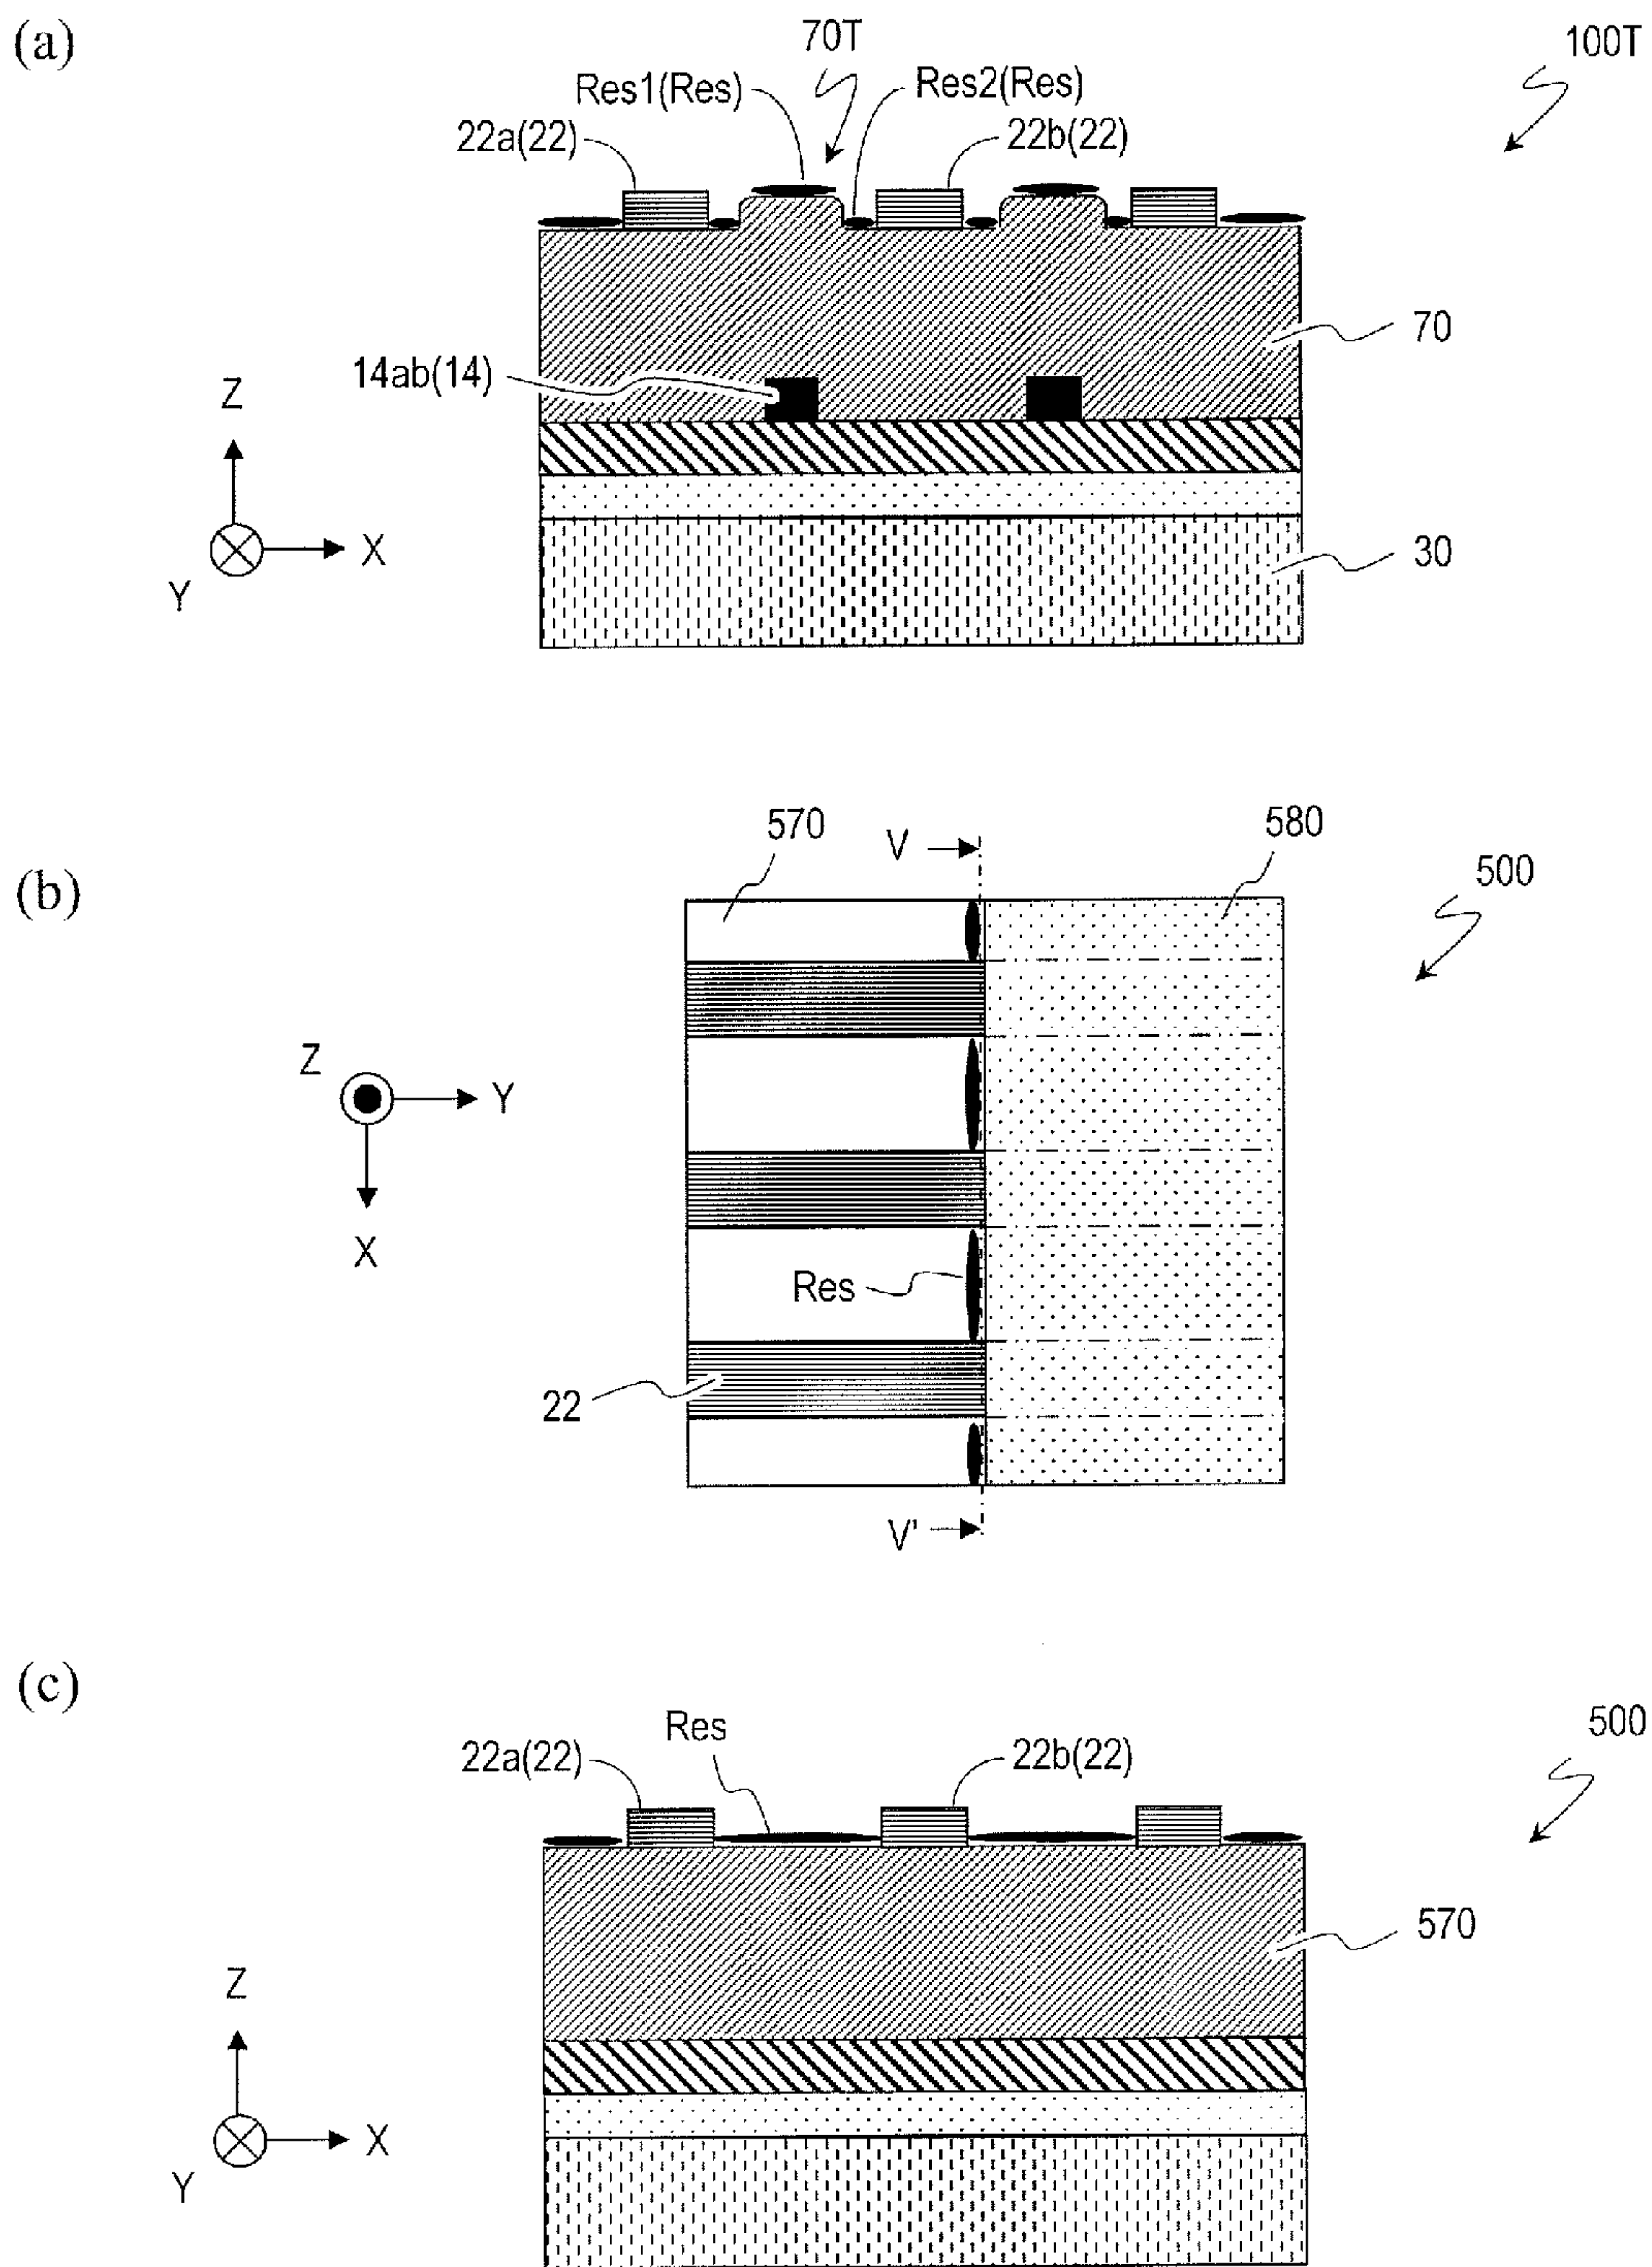 (a)
70T
100T
Res1(Res)
Res2(Res)
22a(22)
22b(22)
70
14ab(14)
Z
X
Y
30
(b)
570
V
580
500
Z
Y
X
Res
22
V'
(c)
Res
500
22a(22)
22b(22)
570
Z
X
Y